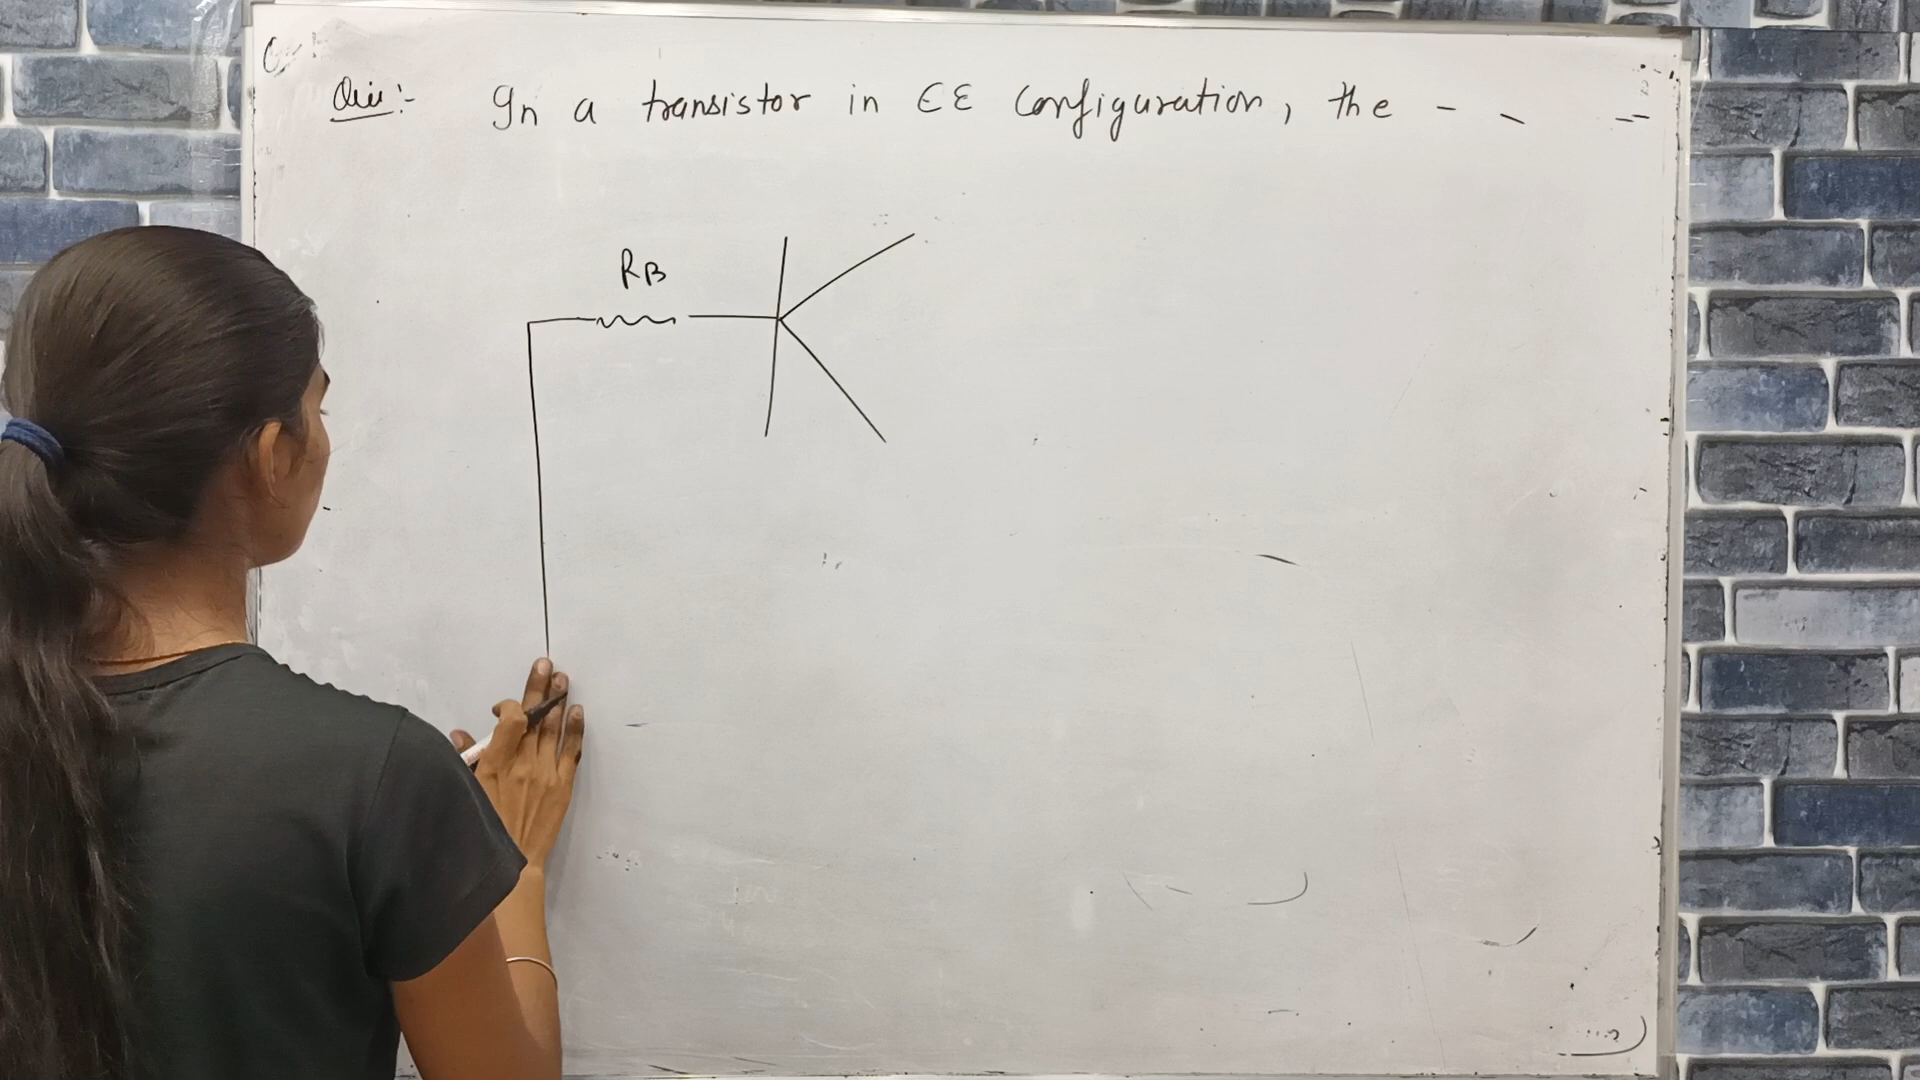 Que:- In a transistor in CE configuration, the - - --
RB